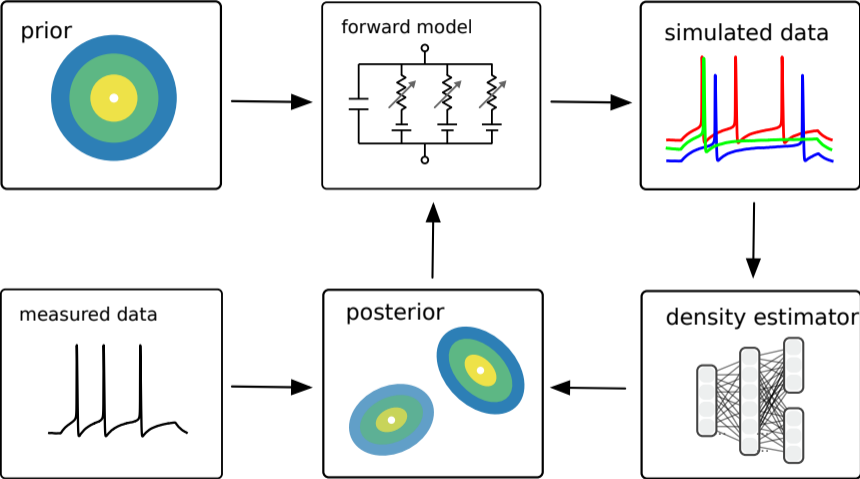 prior
forward model
simulated data
measured data
posterior
density estimator